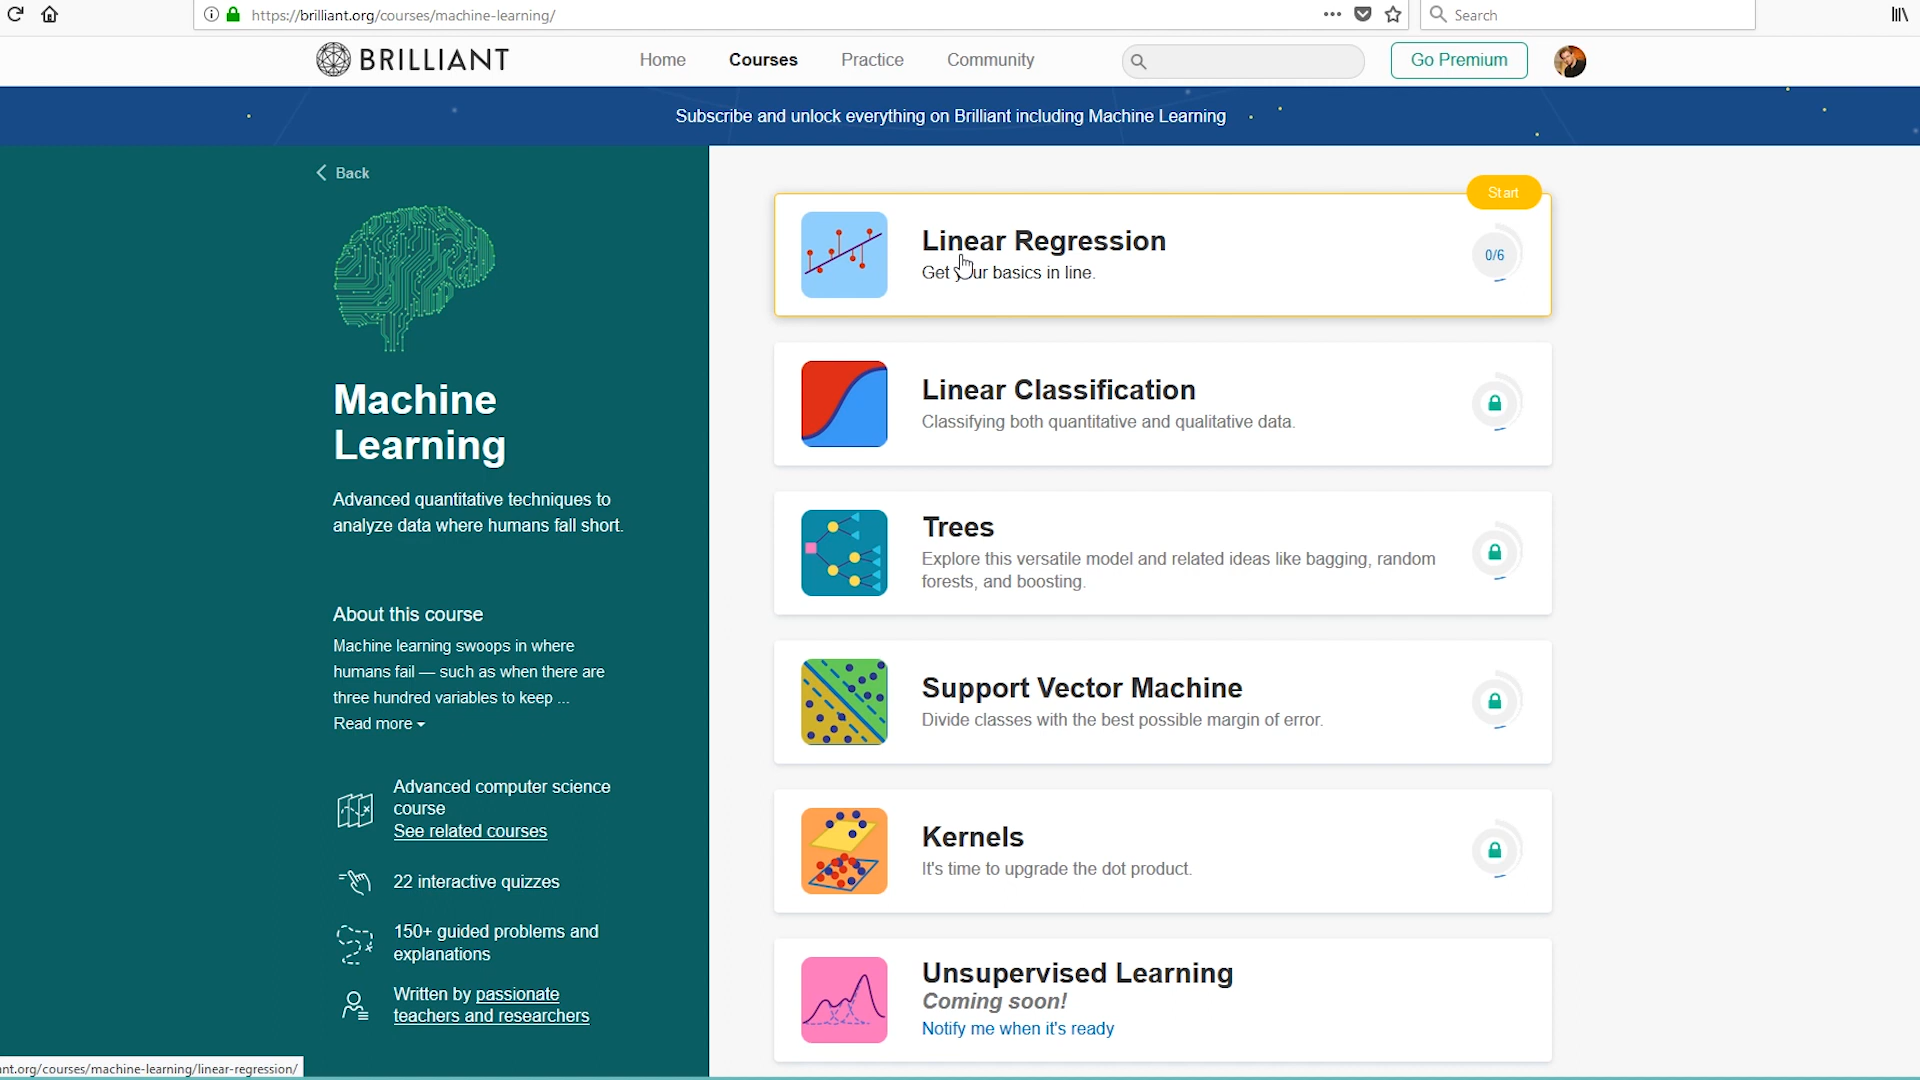 https://brilliant.org/courses/machine-learning/
Search
BRILLIANT
Home
Courses
Practice
Community
Go Premium
Subscribe and unlock everything on Brilliant including Machine Learning
Back
Machine
Learning
Advanced quantitative techniques to
analyze data where humans fall short.
About this course
Machine learning swoops in where
humans fail — such as when there are
three hundred variables to keep ...
Read more
Advanced computer science
course
See related courses
22 interactive quizzes
150+ guided problems and
explanations
Written by passionate
teachers and researchers
Start
Linear Regression
Get ur basics in line.
0/6
Linear Classification
Classifying both quantitative and qualitative data.
Trees
Explore this versatile model and related ideas like bagging, random
forests, and boosting.
Support Vector Machine
Divide classes with the best possible margin of error.
Kernels
It's time to upgrade the dot product.
Unsupervised Learning
Coming soon!
Notify me when it's ready
nt.org/courses/machine-learning/linear-regression/